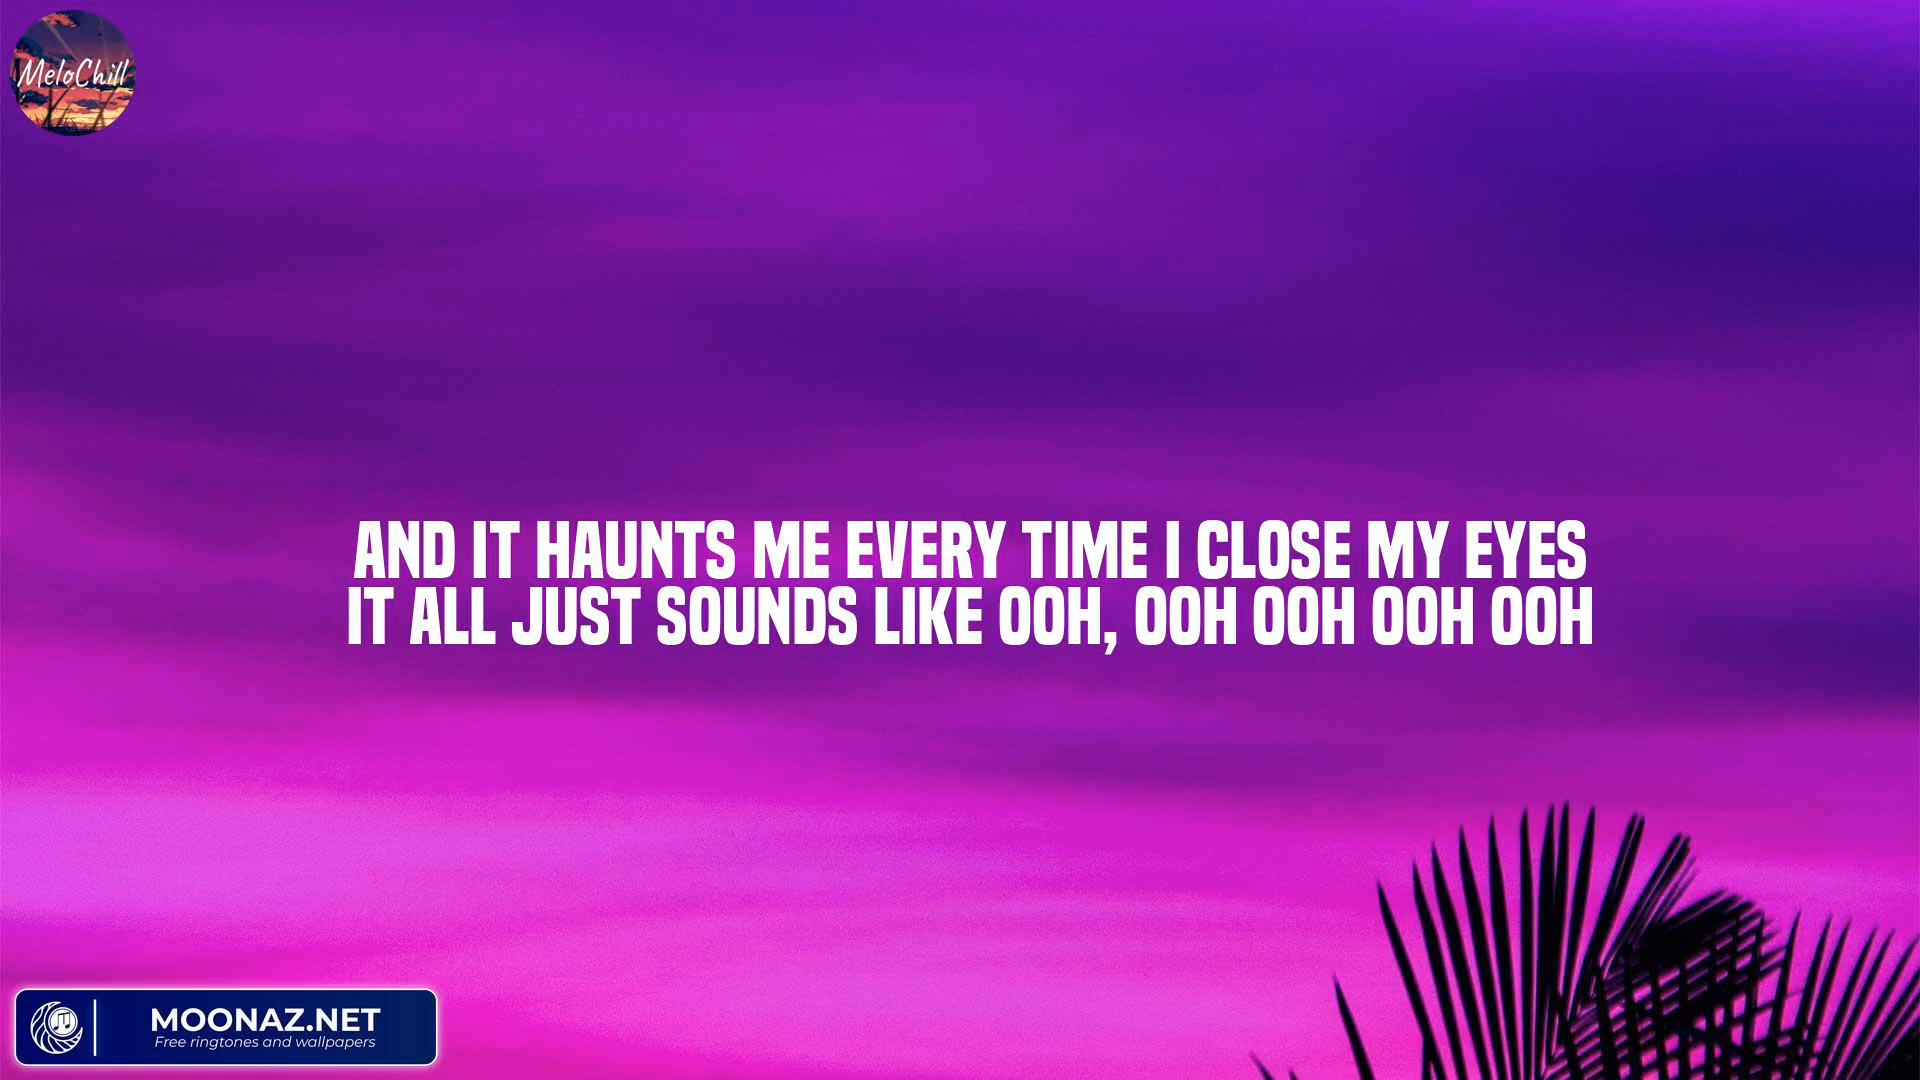 MeloChill
AND IT HAUNTS ME EVERY TIME I CLOSE MY EYES
IT ALL JUST SOUNDS LIKE OOH, OOH OOH OOH OOH
MOONAZ.NET
Free ringtones and wallpapers